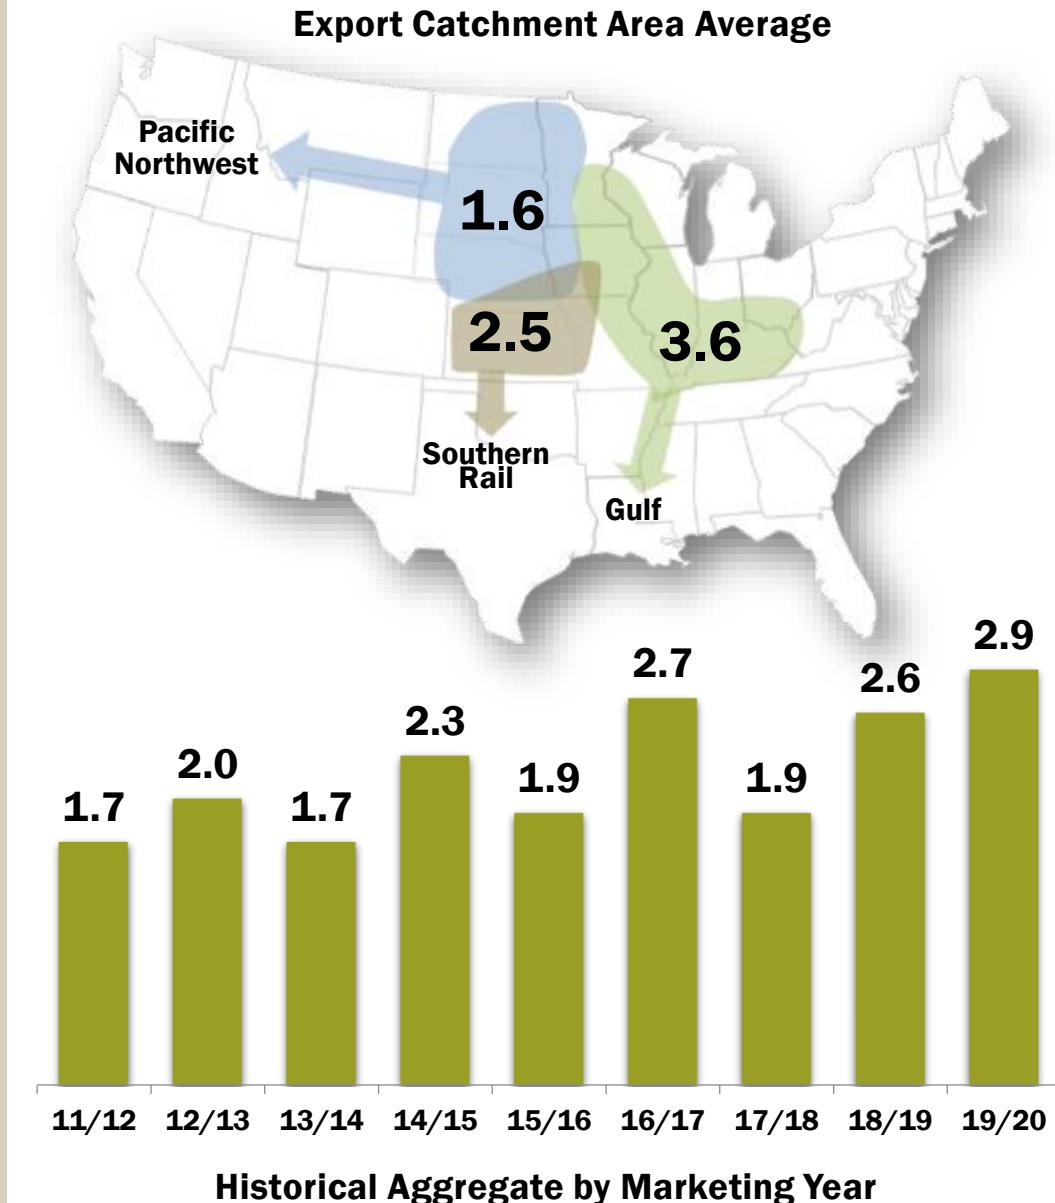 Export Catchment Area Average
Pacific
Northwest
1.6
2.5
3.6
Southern
Rail
Gulf
1.7
2.0
1.7
2.3
1.9
2.7
1.9
2.6
2.9
11/12 12/13 13/14 14/15 15/16 16/17 17/18 18/19 19/20
Historical Aggregate by Marketing Year